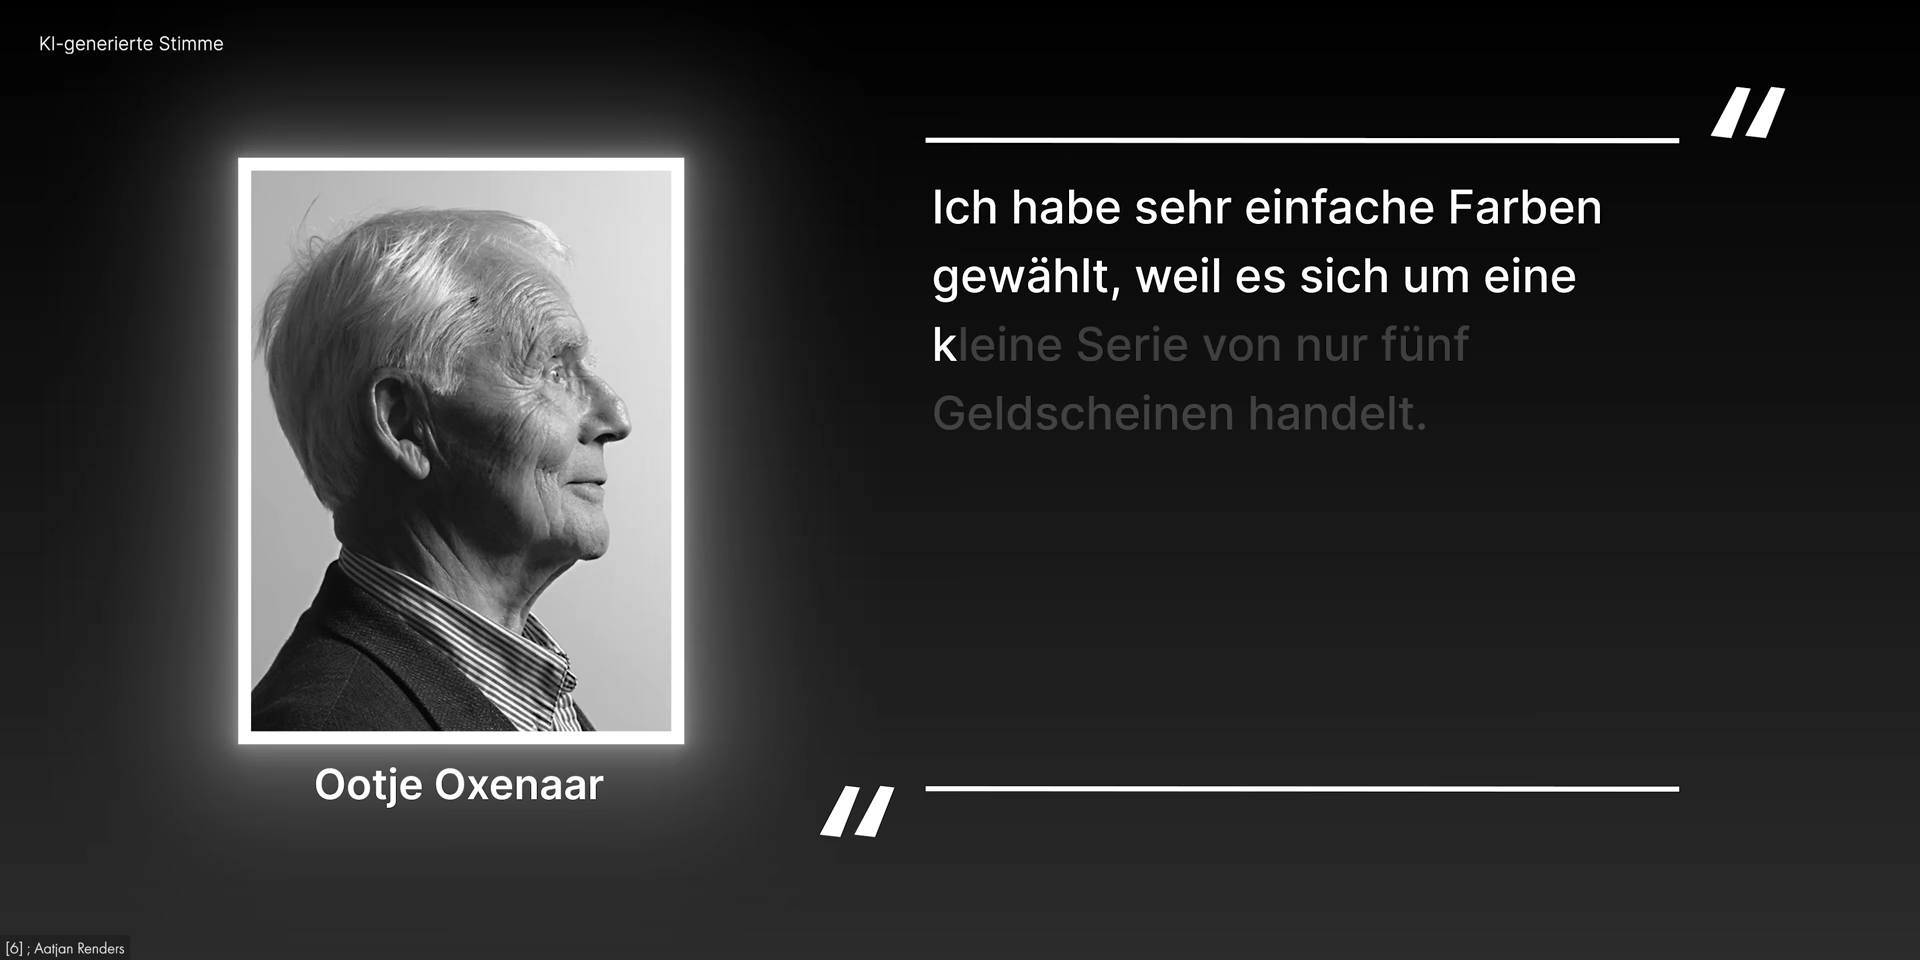 KI-generierte Stimme
“
Ich habe sehr einfache Farben
gewählt, weil es sich um eine
kleine Serie von nur fünf
Geldscheinen handelt.
Ootje Oxenaar
“
[6] ; Aatjan Renders